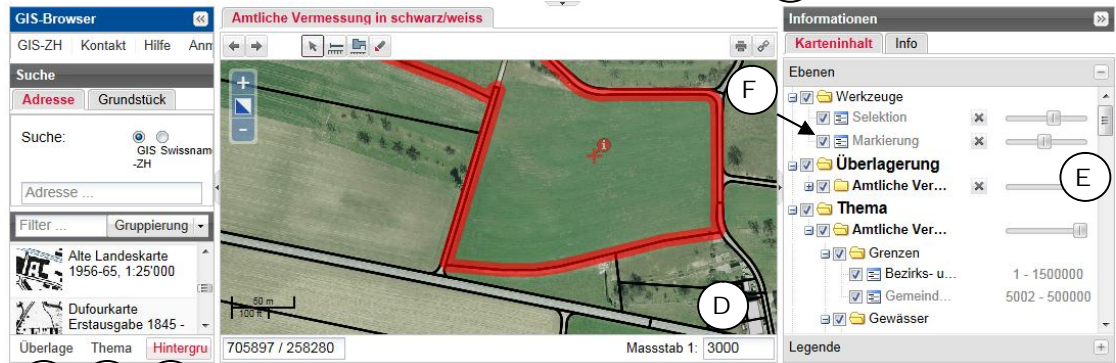 GIS-Browser
GIS-ZH Kontakt Hilfe Anm
Suche
Adresse Grundstück
Suche:
GIS Swissnam
-ZH
Adresse ...
Filter ... Gruppierung
Alte Landeskarte
1956-65, 1:25'000
Dufourkarte
Erstausgabe 1845 -
Überlage Thema Hintergru
Amtliche Vermessung in schwarz/weiss
50 m
100 ft
D
705897 / 258280 Massstab 1: 3000
Informationen
Karteninhalt Info
Ebenen
F
Werkzeuge
Selektion
Markierung
Überlagerung
E
Amtliche Ver...
Thema
Amtliche Ver...
Grenzen
Bezirks- u... 1 - 1500000
Gemeind... 5002 - 500000
Gewässer
Legende